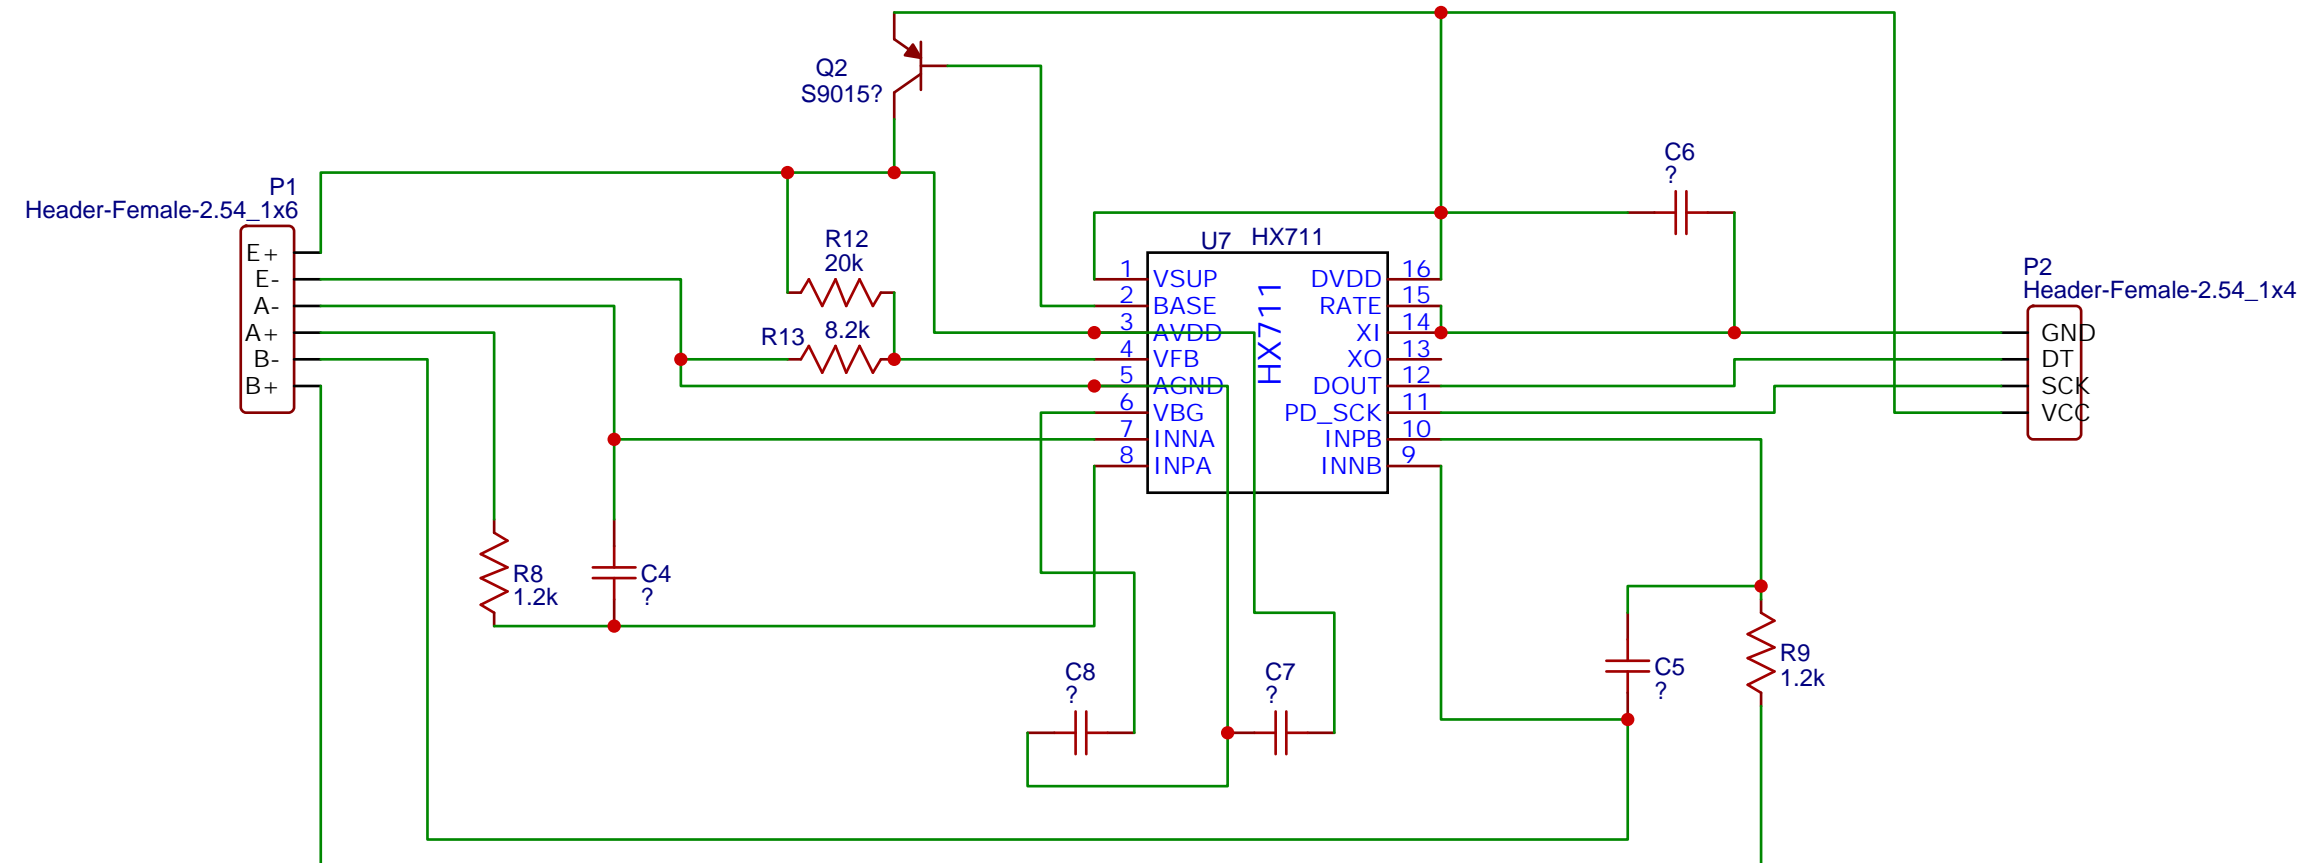 Q2
S9015?
C6
?
P1
Header-Female-2.54_1x6
E+
E-
A-
A+
B-
B+
R12
20k
R13
8.2k
U7
HX711
HX711
1
VSUP
2
BASE
3
AVDD
4
VFB
5
AGND
6
VBG
7
INNA
8
INPA
DVDD
16
RATE
15
XI
14
XO
13
DOUT
12
PD_SCK
11
INPB
10
INNB
9
P2
Header-Female-2.54_1x4
GND
DT
SCK
VCC
R8
1.2k
C4
?
C8
?
C7
?
C5
?
R9
1.2k